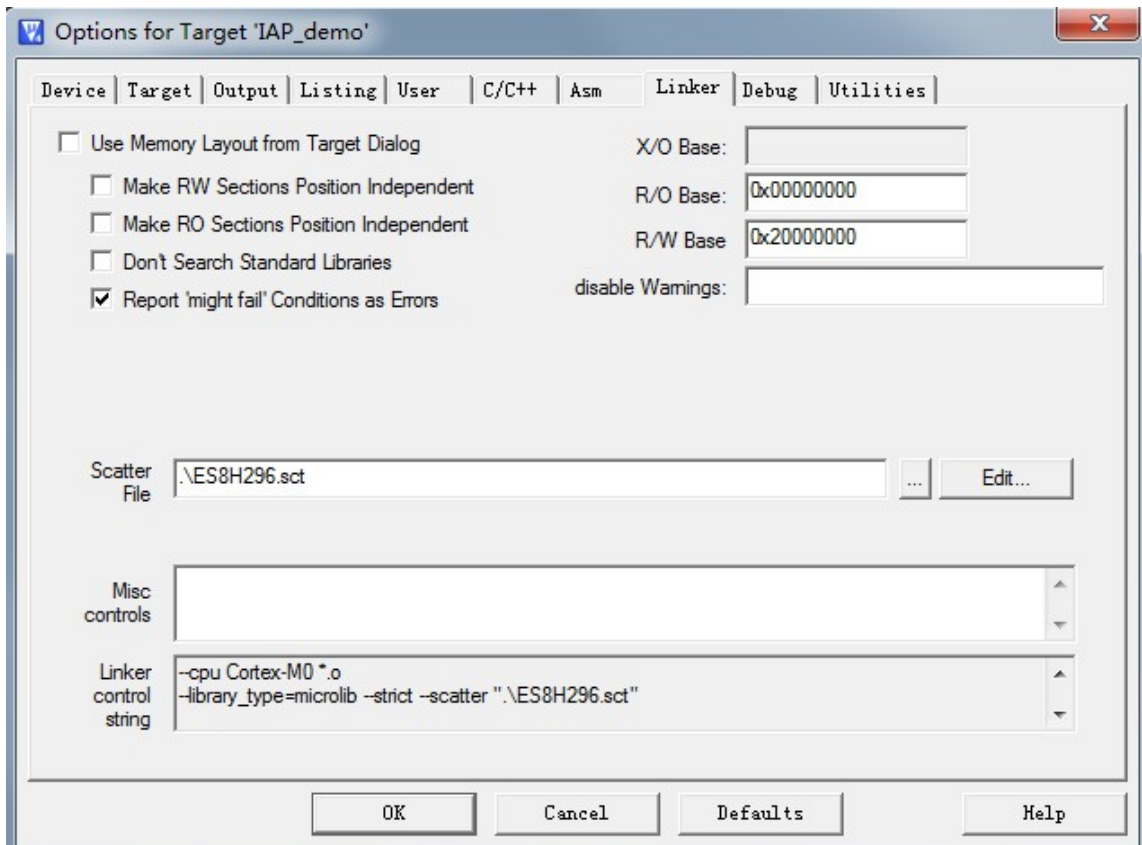 Options for Target 'IAP_demo'
Device Target Output Listing User C/C++ Asm Linker Debug Utilities
Use Memory Layout from Target Dialog
Make RW Sections Position Independent
Make RO Sections Position Independent
Don't Search Standard Libraries
Report 'might fail' Conditions as Errors
X/O Base:
R/O Base: 0x00000000
R/W Base 0x20000000
disable Warnings:
Scatter File .\ES8H296.sct ... Edit...
Misc controls
Linker control string
--cpu Cortex-M0 *.o
--library_type=microlib --strict --scatter ".\ES8H296.sct"
OK Cancel Defaults Help